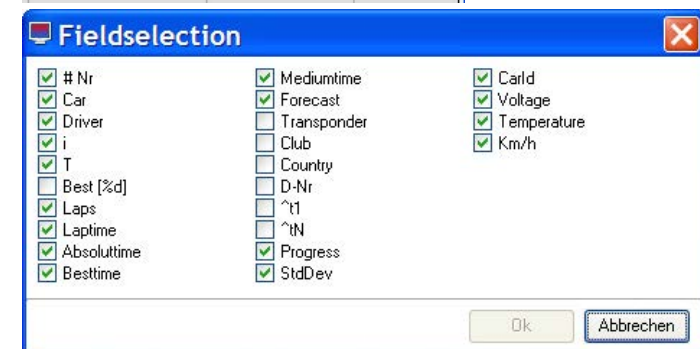 Fieldselection
# Nr
Car
Driver
i
T
Best [%d]
Laps
Laptime
Absoluttime
Besttime
Mediumtime
Forecast
Transponder
Club
Country
D-Nr
^t1
^tN
Progress
StdDev
CarId
Voltage
Temperature
Km/h
Ok
Abbrechen